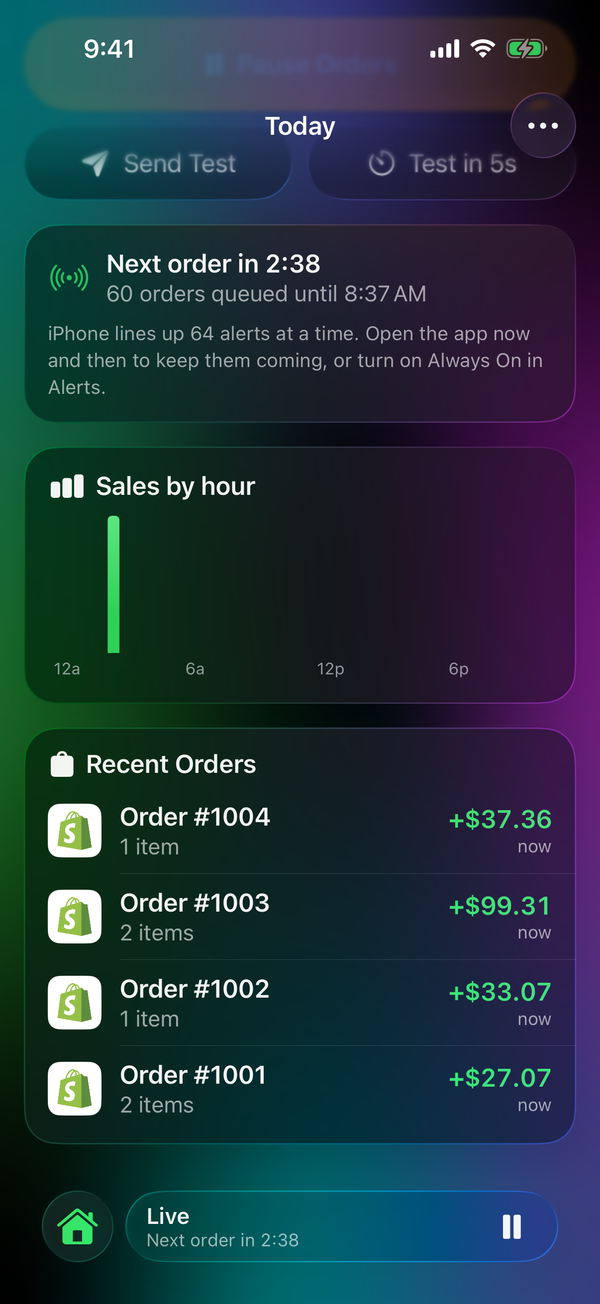 9:41
Pause Orders
Today
Send Test
Test in 5s
Next order in 2:38
60 orders queued until 8:37 AM
iPhone lines up 64 alerts at a time. Open the app now
and then to keep them coming, or turn on Always On in
Alerts.
Sales by hour
12a 6a 12p 6p
Recent Orders
Order #1004
+$37.36
1 item
now
Order #1003
+$99.31
2 items
now
Order #1002
+$33.07
1 item
now
Order #1001
+$27.07
2 items
now
Live
Next order in 2:38